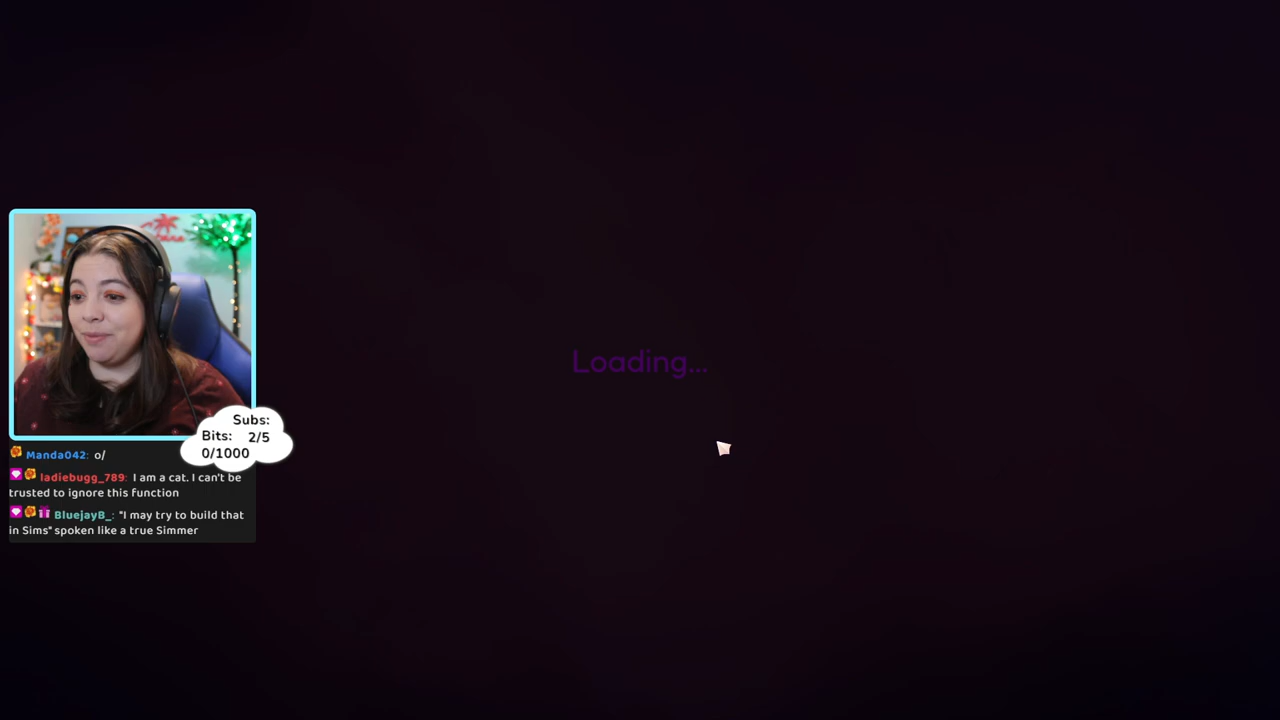 Loading...
Subs:
Bits: 2/5
0/1000
Manda042: o/
ladiebugg_789: I am a cat. I can't be
trusted to ignore this function
BluejayB_: "I may try to build that
in Sims" spoken like a true Simmer